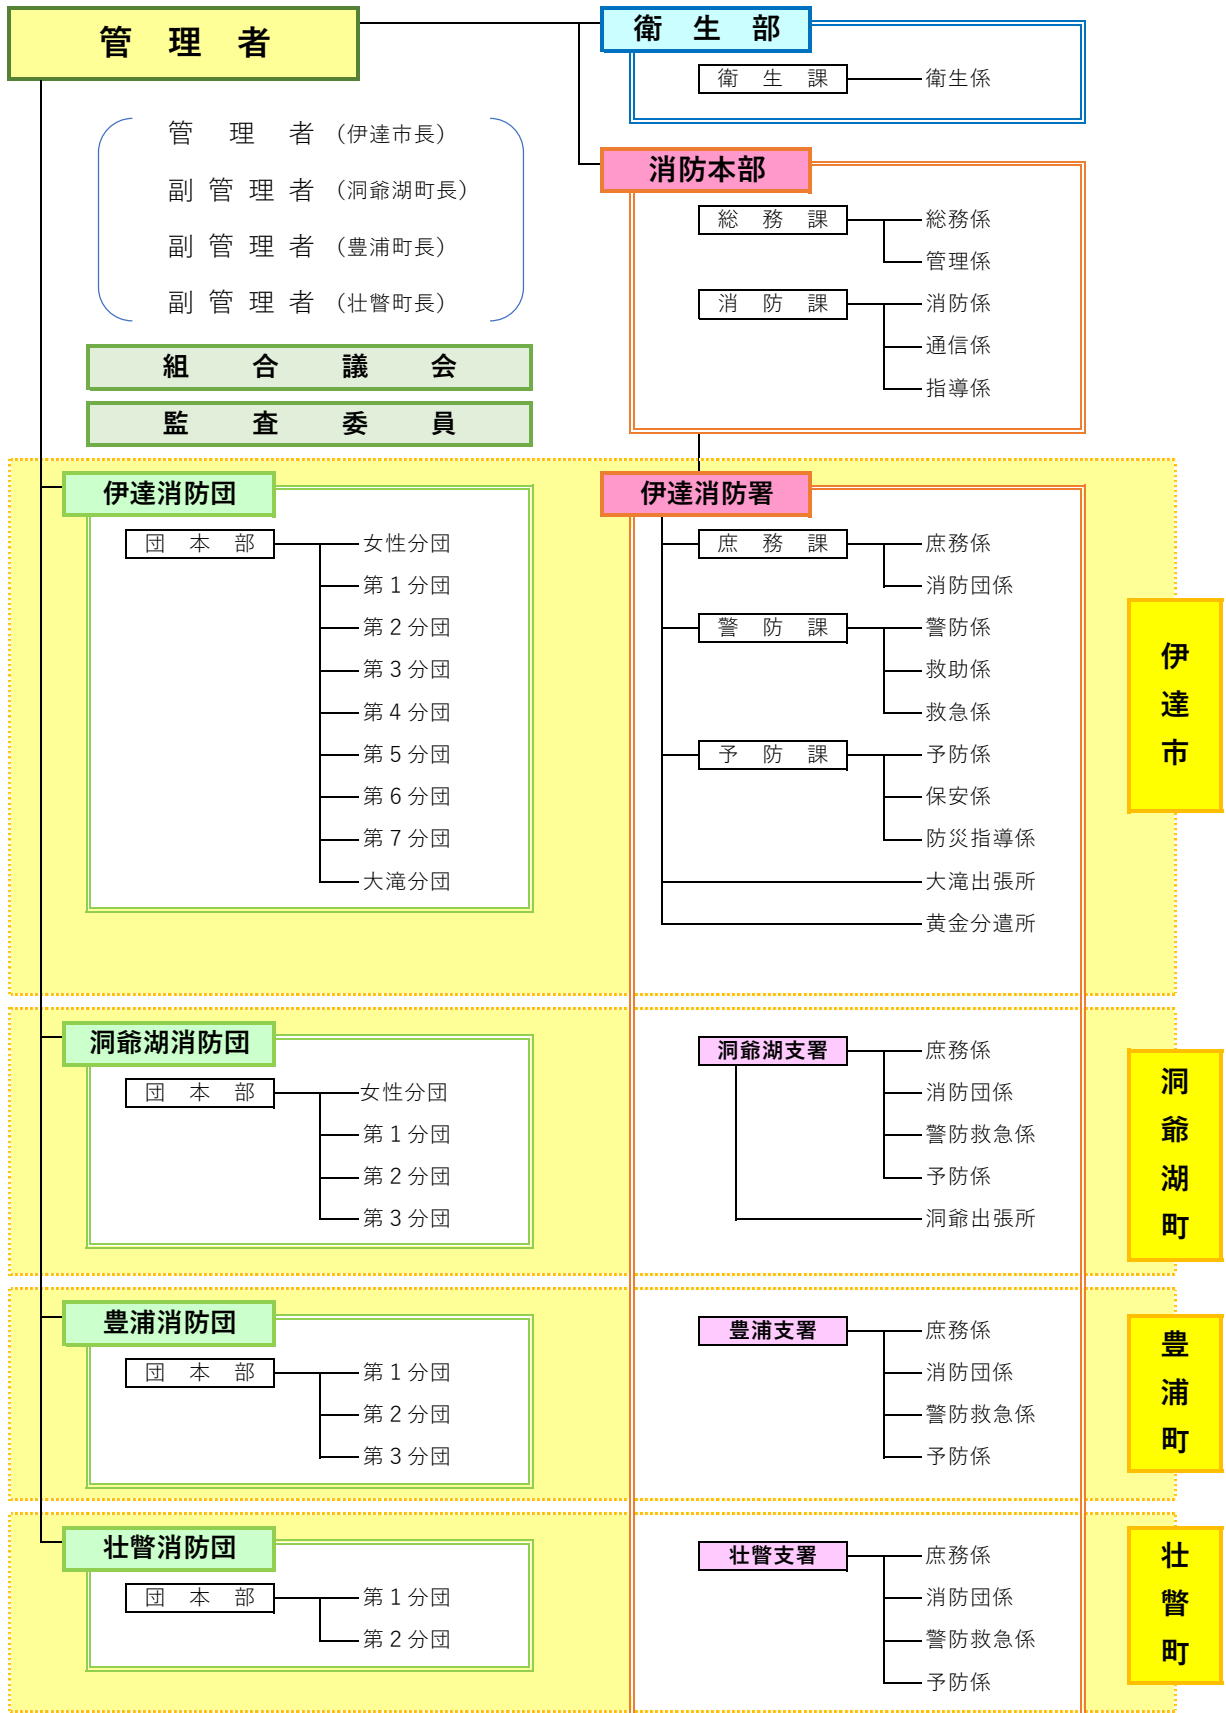 管理者
管理者（伊達市長）
副管理者（洞爺湖町長）
副管理者（豊浦町長）
副管理者（壮瞥町長）
組合議会
監査委員
衛生部
衛生課
衛生係
消防本部
総務課
総務係
管理係
消防課
消防係
通信係
指導係
伊達消防団
団本部
女性分団
第1分団
第2分団
第3分団
第4分団
第5分団
第6分団
第7分団
大滝分団
伊達消防署
庶務課
庶務係
消防団係
警防課
警防係
救助係
救急係
予防課
予防係
保安係
防災指導係
大滝出張所
黄金分遣所
伊達市
洞爺湖消防団
団本部
女性分団
第1分団
第2分団
第3分団
洞爺湖支署
庶務係
消防団係
警防救急係
予防係
洞爺出張所
洞爺湖町
豊浦消防団
団本部
第1分団
第2分団
第3分団
豊浦支署
庶務係
消防団係
警防救急係
予防係
豊浦町
壮瞥消防団
団本部
第1分団
第2分団
壮瞥支署
庶務係
消防団係
警防救急係
予防係
壮瞥町